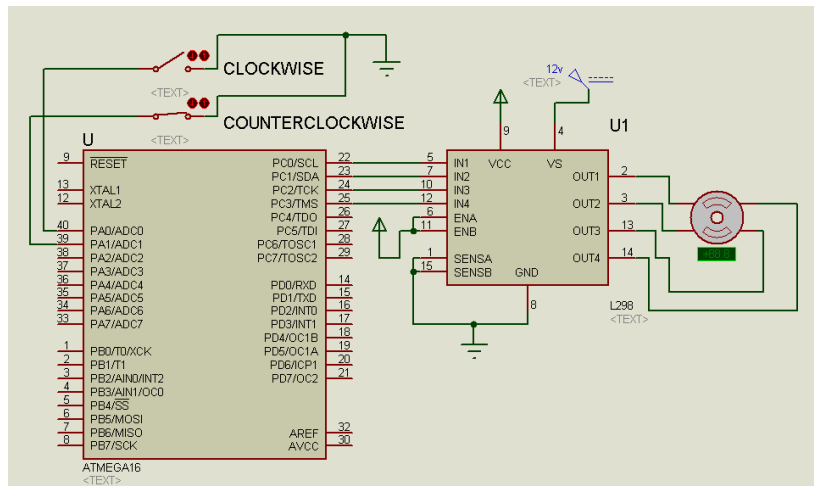 CLOCKWISE
<TEXT>
COUNTERCLOCKWISE
<TEXT>
U
9 RESET
13 XTAL1
12 XTAL2
40 PA0/ADC0
39 PA1/ADC1
38 PA2/ADC2
37 PA3/ADC3
36 PA4/ADC4
35 PA5/ADC5
34 PA6/ADC6
33 PA7/ADC7
1 PB0/T0/XCK
2 PB1/T1
3 PB2/AIN0/INT2
4 PB3/AIN1/OC0
5 PB4/SS
6 PB5/MOSI
7 PB6/MISO
8 PB7/SCK
PC0/SCL 22
PC1/SDA 23
PC2/TCK 24
PC3/TMS 25
PC4/TDO 26
PC5/TDI 27
PC6/TOSC1 28
PC7/TOSC2 29
PD0/RXD 14
PD1/TXD 15
PD2/INT0 16
PD3/INT1 17
PD4/OC1B 18
PD5/OC1A 19
PD6/ICP1 20
PD7/OC2 21
AREF 32
AVCC 30
ATMEGA16
<TEXT>
12v
<TEXT>
U1
9
4
VCC
VS
5 IN1
7 IN2
10 IN3
12 IN4
6 ENA
11 ENB
1 SENSA
15 SENSB
GND
8
OUT1 2
OUT2 3
OUT3 13
OUT4 14
L298
<TEXT>